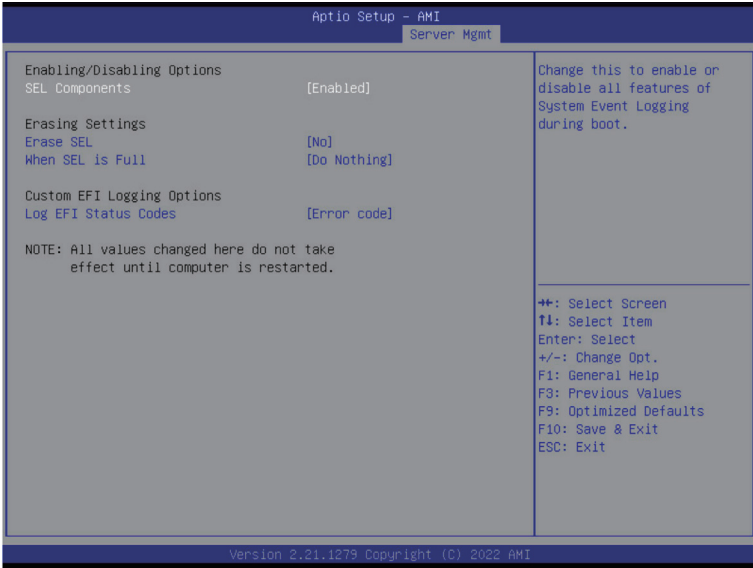 Aptio Setup – AMI
Server Mgmt
Enabling/Disabling Options
SEL Components [Enabled]
Erasing Settings
Erase SEL [No]
When SEL is Full [Do Nothing]
Custom EFI Logging Options
Log EFI Status Codes [Error code]
NOTE: All values changed here do not take
effect until computer is restarted.
Change this to enable or
disable all features of
System Event Logging
during boot.
→←: Select Screen
↑↓: Select Item
Enter: Select
+/-: Change Opt.
F1: General Help
F3: Previous Values
F9: Optimized Defaults
F10: Save & Exit
ESC: Exit
Version 2.21.1279 Copyright (C) 2022 AMI